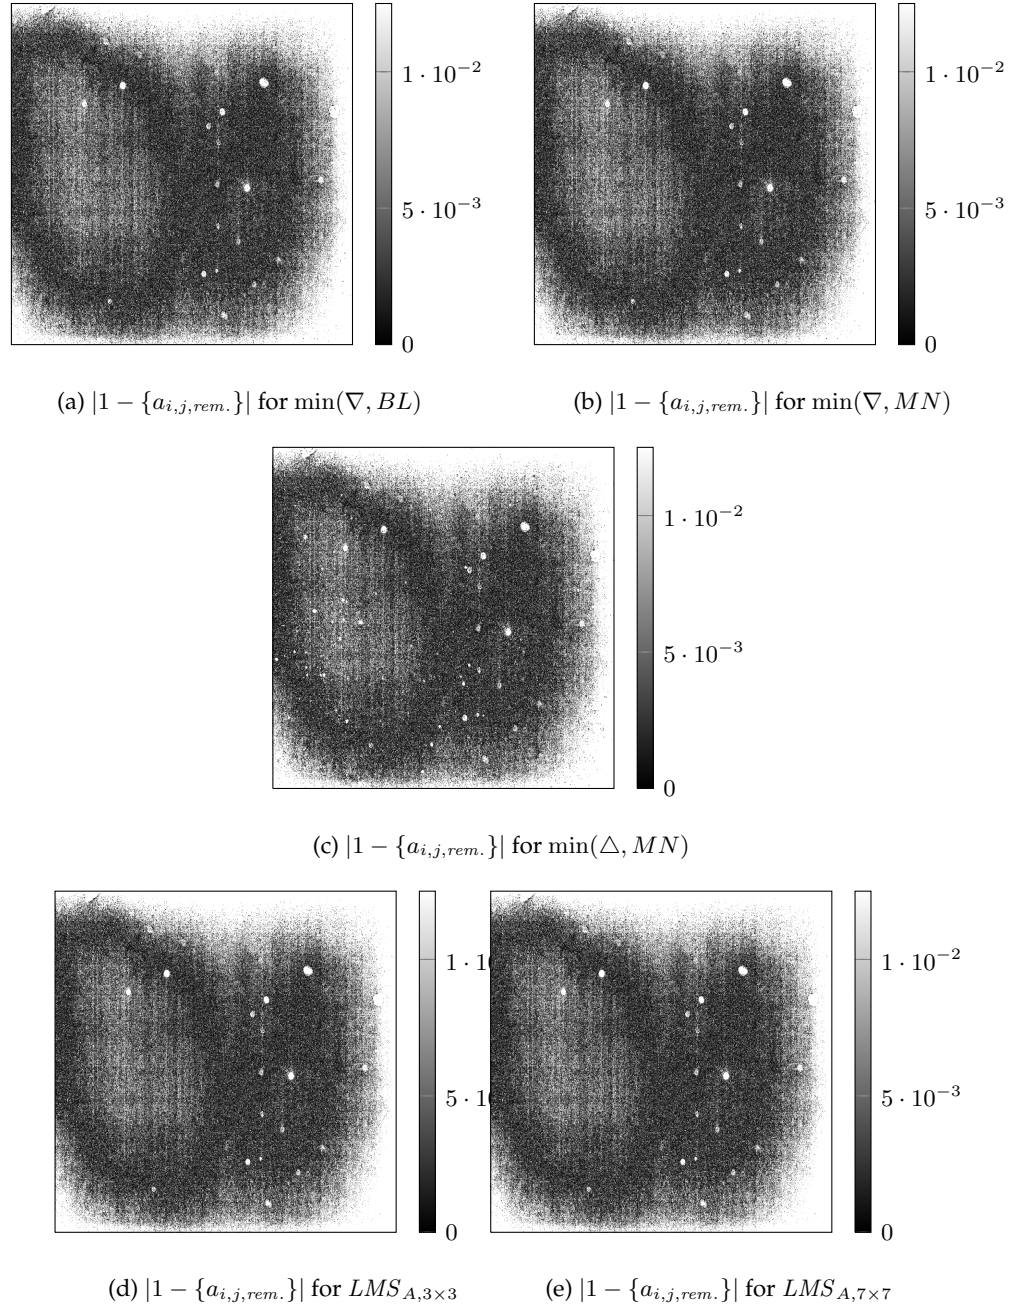 1 · 10⁻²
5 · 10⁻³
0
1 · 10⁻²
5 · 10⁻³
0
(a) |1 − {a_{i,j,rem.}}| for min(∇, BL)
(b) |1 − {a_{i,j,rem.}}| for min(∇, MN)
1 · 10⁻²
5 · 10⁻³
0
(c) |1 − {a_{i,j,rem.}}| for min(△, MN)
1 · 1
5 · 1
0
1 · 10⁻²
5 · 10⁻³
0
(d) |1 − {a_{i,j,rem.}}| for LMS_{A,3×3}
(e) |1 − {a_{i,j,rem.}}| for LMS_{A,7×7}